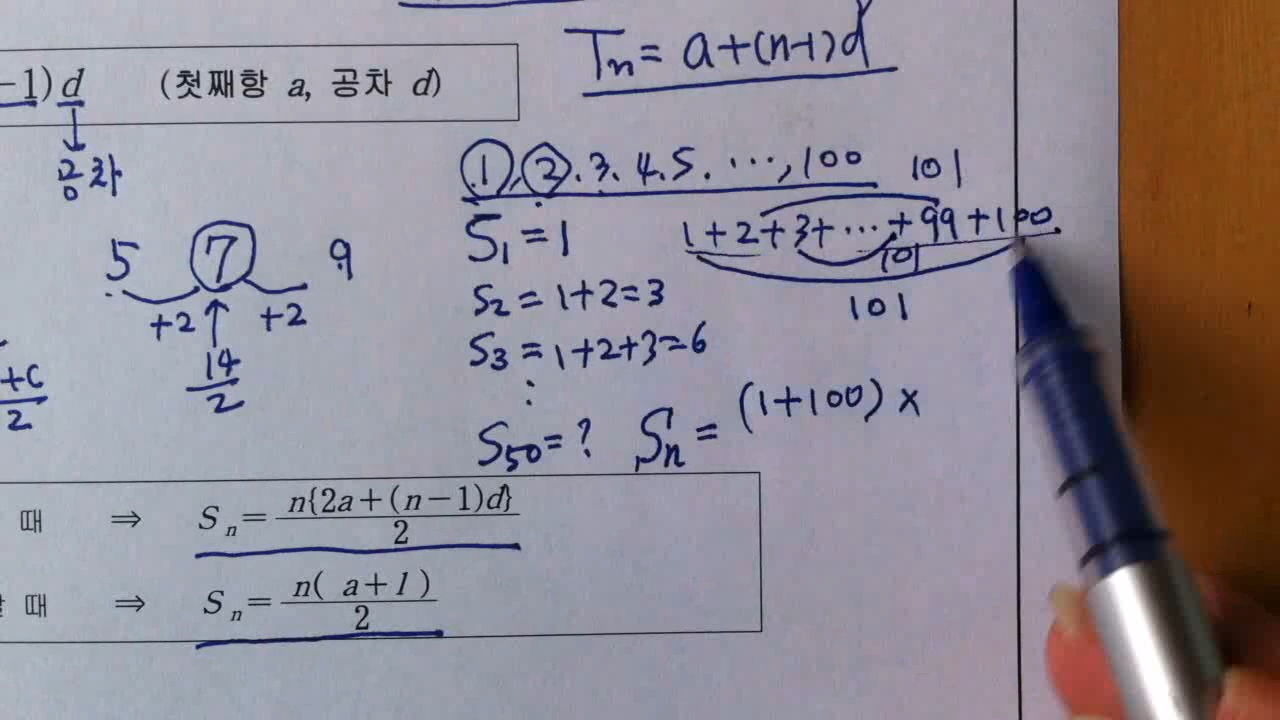 Tn = a+(n-1)d
-1)d (첫째항 a, 공차 d)
공차
1, 2, 3. 4. 5. ..., 100
101
1+2+3+...+99+100
101
101
5 7 9
+2 +2
14/2
+c/2
S1 = 1
S2 = 1+2=3
S3 = 1+2+3=6
⋮
S50 = ? Sn = (1+100) ×
때 ⇒ Sn = n{2a+(n-1)d}/2
때 ⇒ Sn = n( a+l )/2